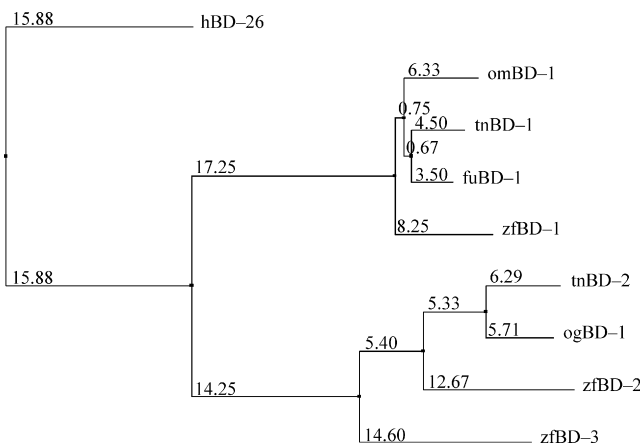 15.88 hBD–26
6.33 omBD–1
0.75
4.50 tnBD–1
0.67
17.25
3.50 fuBD–1
8.25 zfBD–1
15.88
6.29 tnBD–2
5.33
5.71 ogBD–1
5.40
12.67 zfBD–2
14.25
14.60 zfBD–3